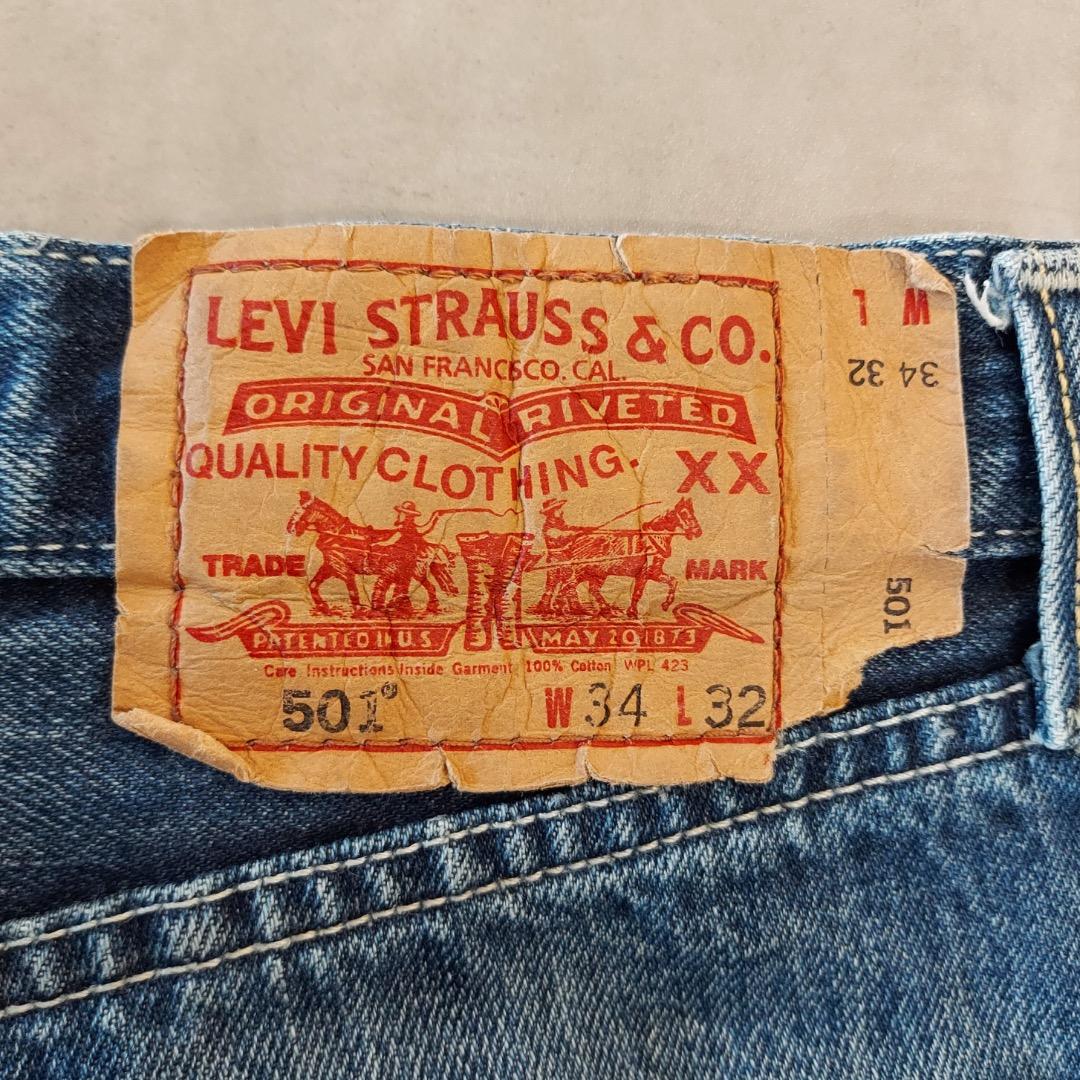 LEVI STRAUSS & CO.
SAN FRANCISCO. CAL.
ORIGINAL RIVETED
QUALITY CLOTHING. XX
TRADE MARK
PATENTED IN U.S. MAY 20 1873
Care Instructions Inside Garment 100% Cotton WPL 423
501® W 34 L 32
W L
34 32
501